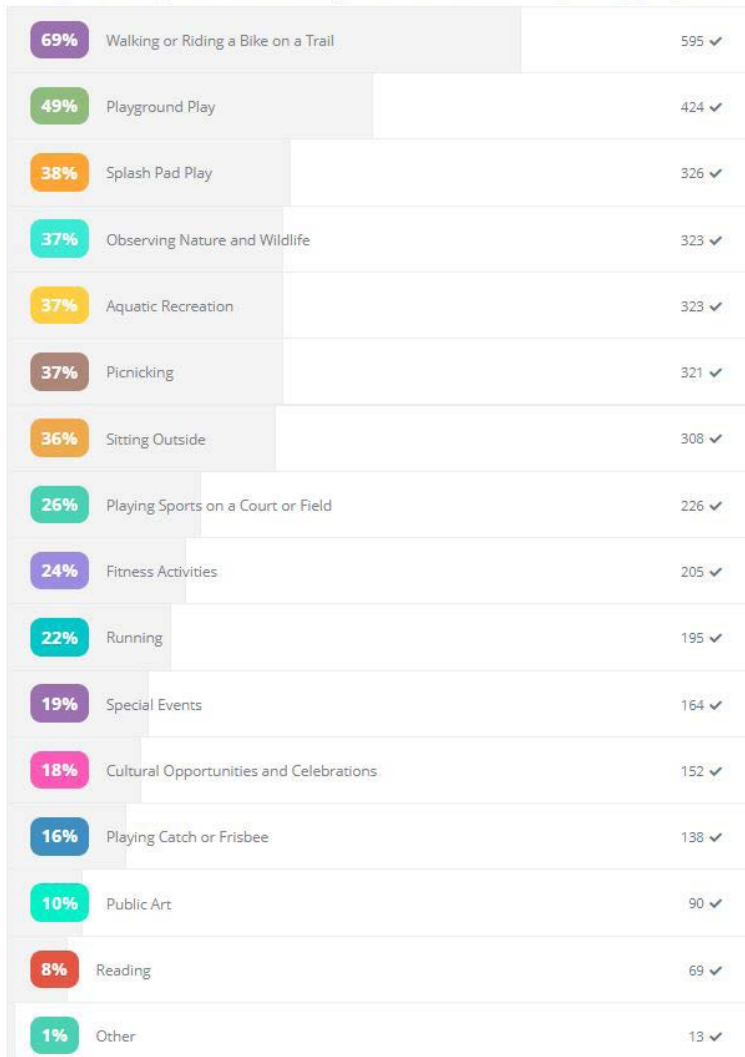 69% Walking or Riding a Bike on a Trail 595 ✔
49% Playground Play 424 ✔
38% Splash Pad Play 326 ✔
37% Observing Nature and Wildlife 323 ✔
37% Aquatic Recreation 323 ✔
37% Picnicking 321 ✔
36% Sitting Outside 308 ✔
26% Playing Sports on a Court or Field 226 ✔
24% Fitness Activities 205 ✔
22% Running 195 ✔
19% Special Events 164 ✔
18% Cultural Opportunities and Celebrations 152 ✔
16% Playing Catch or Frisbee 138 ✔
10% Public Art 90 ✔
8% Reading 69 ✔
1% Other 13 ✔